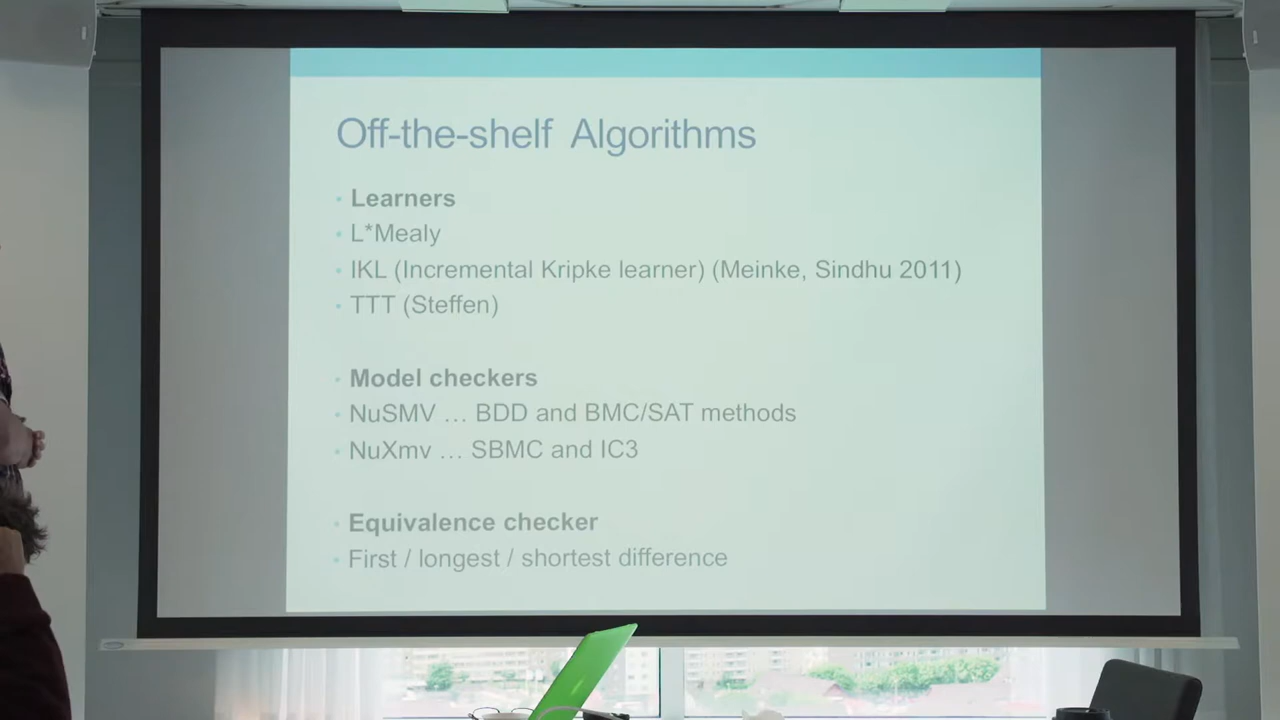 Off-the-shelf Algorithms
• Learners
• L*Mealy
• IKL (Incremental Kripke learner) (Meinke, Sindhu 2011)
• TTT (Steffen)
• Model checkers
• NuSMV … BDD and BMC/SAT methods
• NuXmv … SBMC and IC3
• Equivalence checker
• First / longest / shortest difference